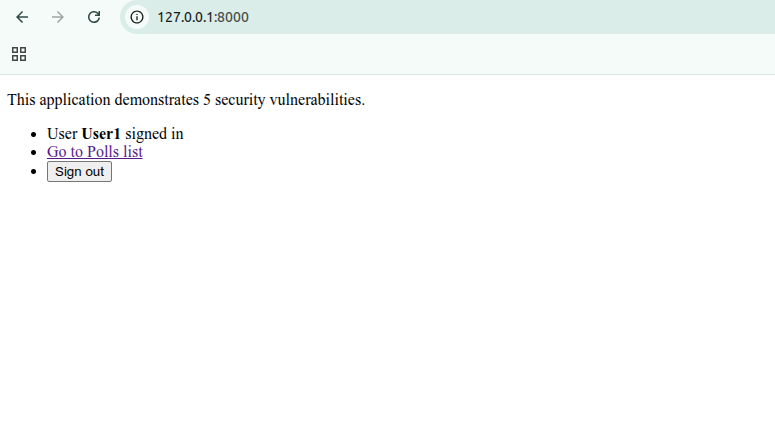 127.0.0.1:8000
This application demonstrates 5 security vulnerabilities.
User User1 signed in
Go to Polls list
Sign out